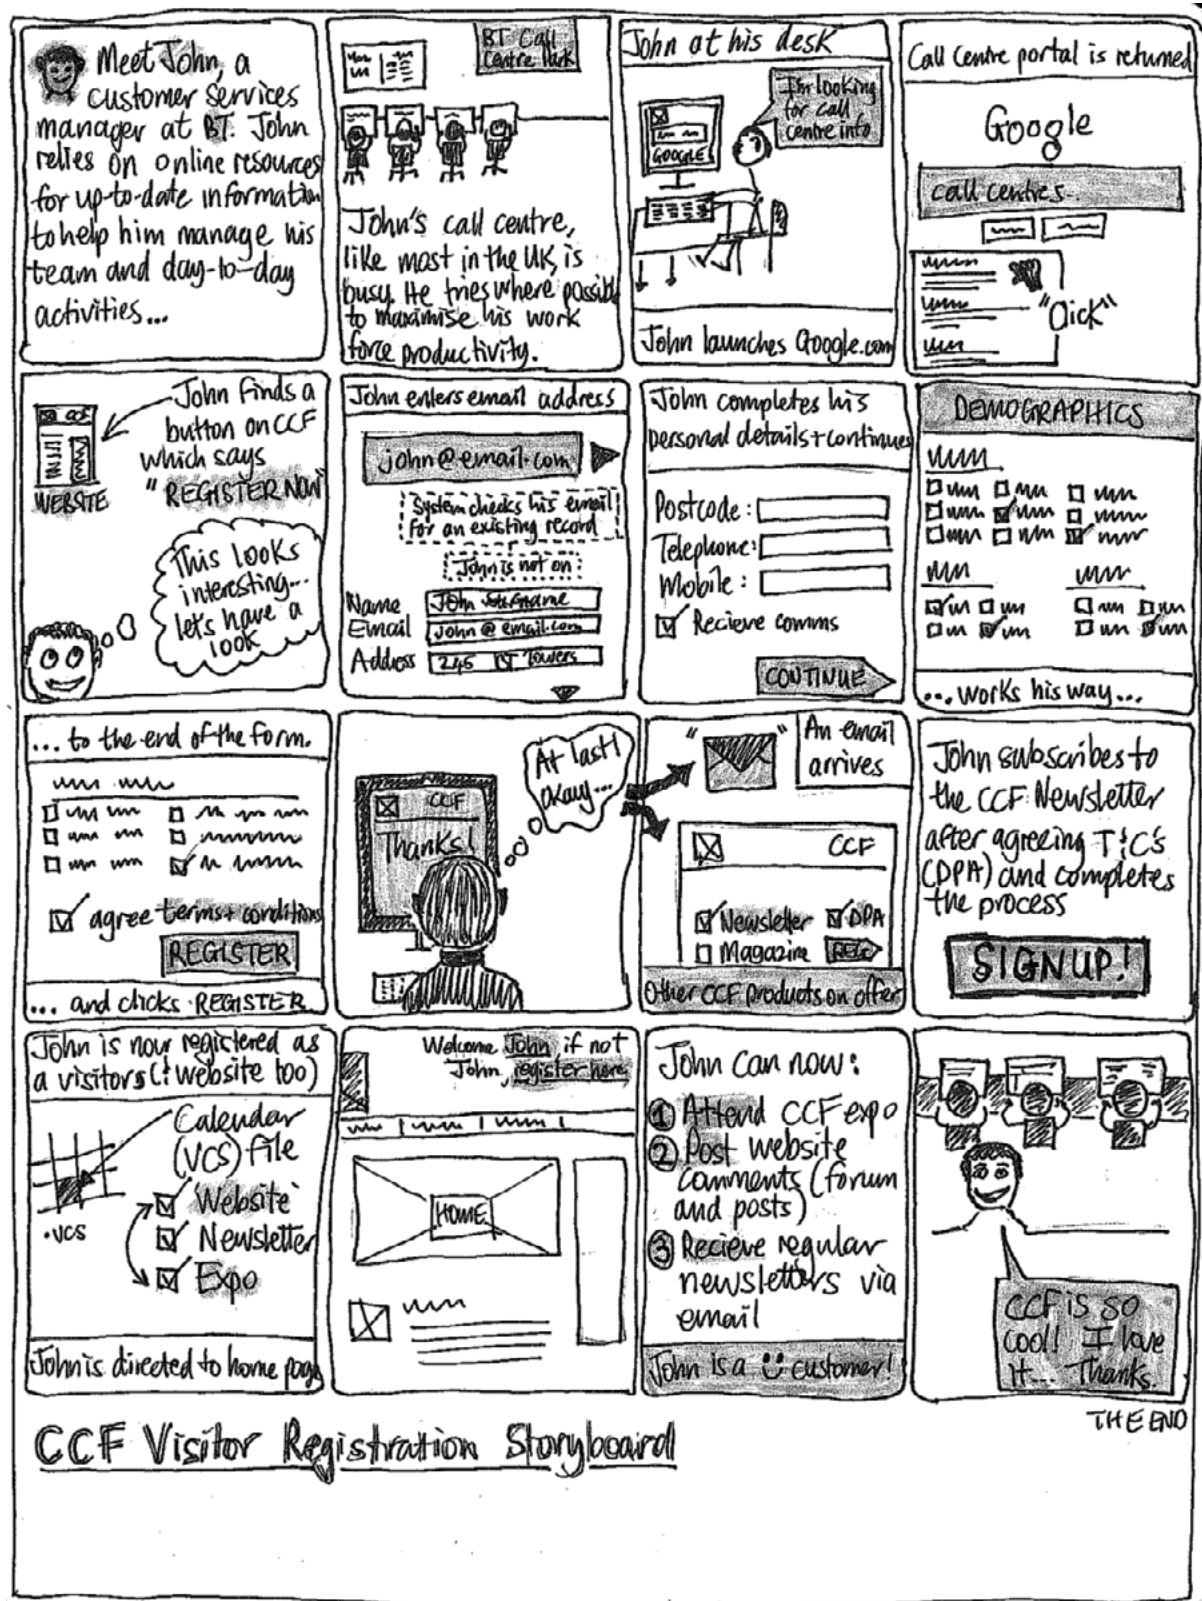 Meet John, a
customer services
manager at BT. John
relies on online resources
for up-to-date information
to help him manage his
team and day-to-day
activities...
BT Call
Centre Park
John's call centre,
like most in the UK, is
busy. He tries where possible
to maximise his work
force productivity.
John at his desk
I'm looking
for call
centre info
GOOGLE
John launches Google.com
Call Centre portal is returned
Google
call centres..
"Click"
John finds a
button on CCF
which says
"REGISTER NOW"
WEBSITE
This looks
interesting...
let's have a
look
John enters email address
john@email.com
System checks his email
for an existing record
John is not on
Name John Surname
Email John@email.com
Address 245 BT Towers
John completes his
personal details + continues
Postcode:
Telephone:
Mobile:
Recieve comms
CONTINUE
DEMOGRAPHICS
... works his way...
... to the end of the form.
agree terms + conditions
REGISTER
... and clicks REGISTER
At last!
okay...
CCF
Thanks!
An email
arrives
CCF
Newsletter DPA
Magazine
Other CCF products on offer
John subscribes to
the CCF Newsletter
after agreeing T&C's
(DPA) and completes
the process
SIGNUP!
John is now registered as
a visitors (& website too)
Calendar
(VCS) file
.vcs
Website
Newsletter
Expo
John is directed to home page
Welcome John, if not
John, register here
HOME
John can now:
1 Attend CCF expo
2 Post website
comments (forum
and posts)
3 Recieve regular
newsletters via
email
John is a customer!
CCF is so
cool! I love
it... Thanks.
THE END
CCF Visitor Registration Storyboard